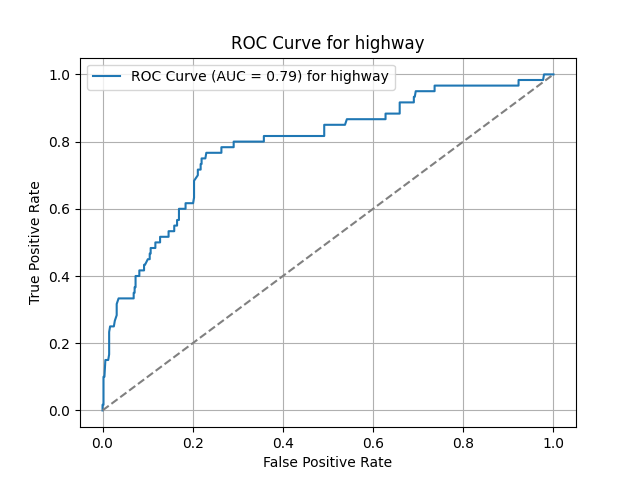 ROC Curve for highway
ROC Curve (AUC = 0.79) for highway
True Positive Rate
1.0
0.8
0.6
0.4
0.2
0.0
0.0 0.2 0.4 0.6 0.8 1.0
False Positive Rate